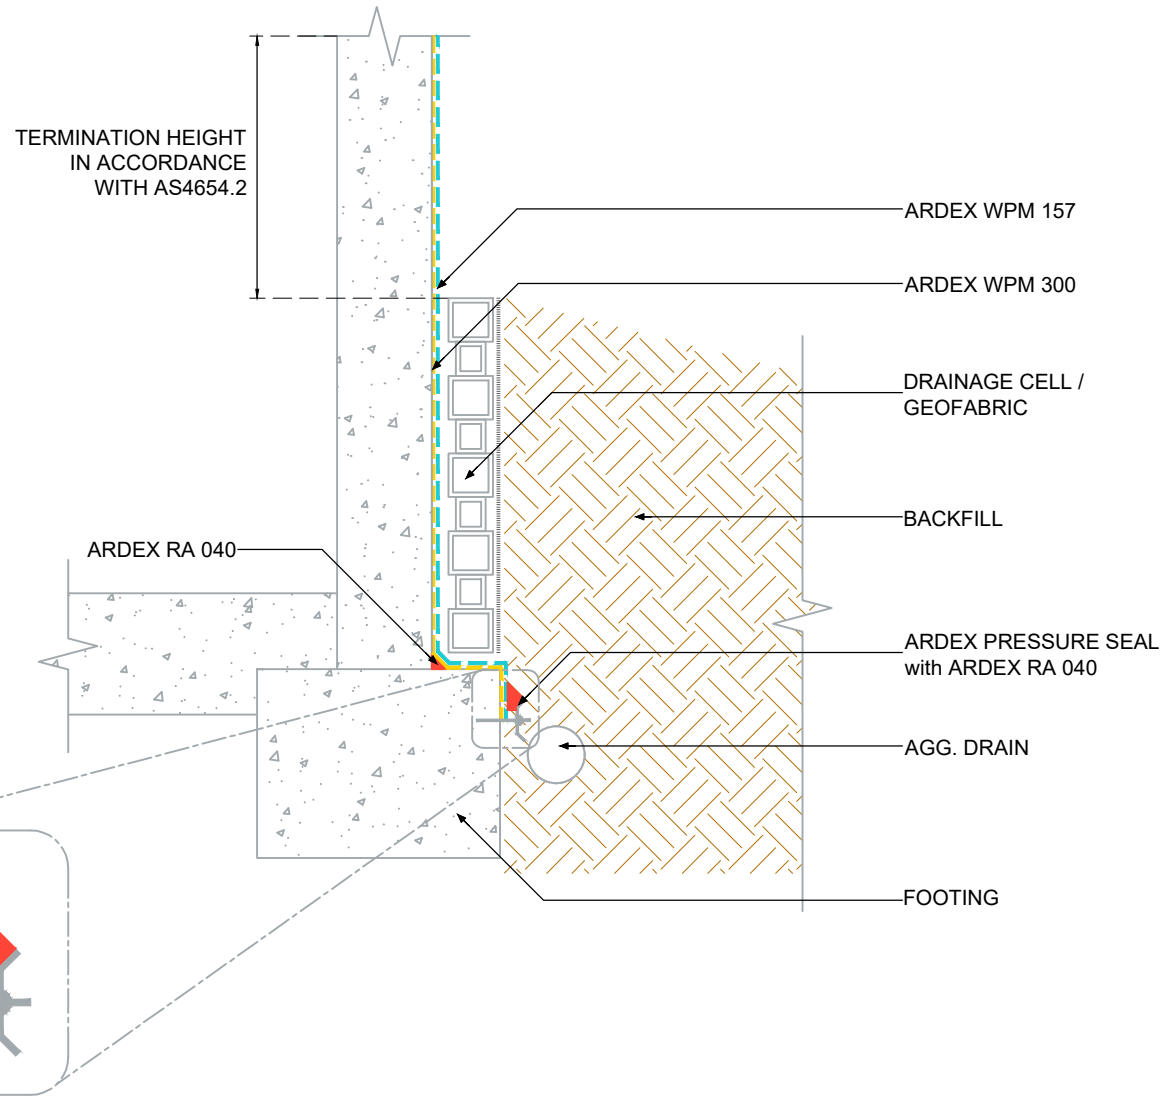 TERMINATION HEIGHT
IN ACCORDANCE
WITH AS4654.2
ARDEX WPM 157
ARDEX WPM 300
DRAINAGE CELL /
GEOFABRIC
BACKFILL
ARDEX RA 040
ARDEX PRESSURE SEAL
with ARDEX RA 040
AGG. DRAIN
FOOTING